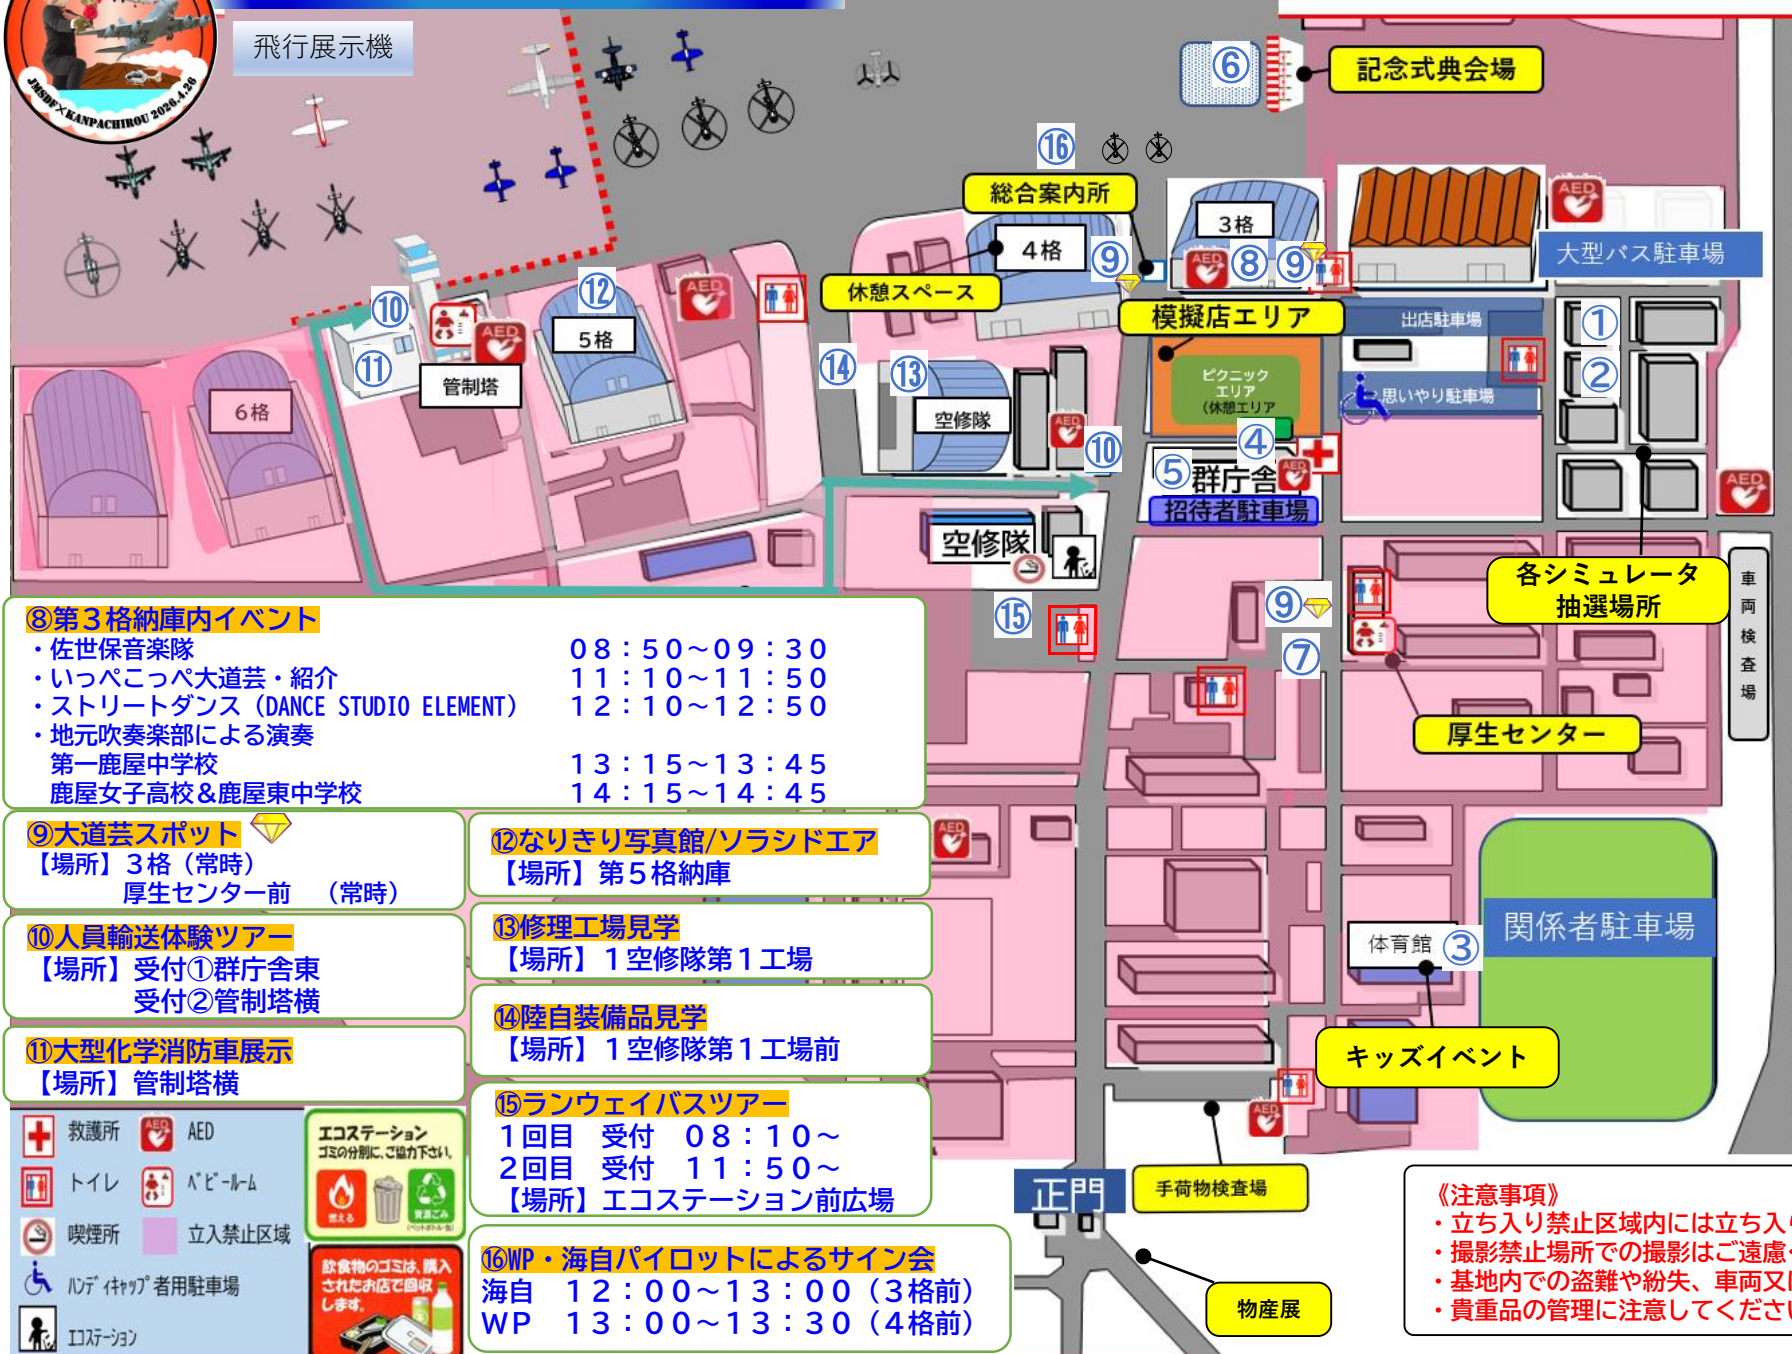 JMSDF×KANPACHIROU 2026.4.26
飛行展示機
⑥
記念式典会場
⑯
総合案内所
3格
4格
⑨
⑧
⑨
AED
AED
大型バス駐車場
休憩スペース
模擬店エリア
出店駐車場
①
②
ピクニック
エリア
(休憩エリア
思いやり駐車場
⑩
⑪
AED
管制塔
⑫
5格
AED
6格
⑭
⑬
空修隊
AED
⑩
④
⑤
群庁舎
AED
招待者駐車場
AED
空修隊
各シミュレータ
抽選場所
車両検査場
⑮
⑨
⑦
厚生センター
⑧第3格納庫内イベント
・佐世保音楽隊 08:50~09:30
・いっぺこっぺ大道芸・紹介 11:10~11:50
・ストリートダンス(DANCE STUDIO ELEMENT) 12:10~12:50
・地元吹奏楽部による演奏
第一鹿屋中学校 13:15~13:45
鹿屋女子高校&鹿屋東中学校 14:15~14:45
⑨大道芸スポット
【場所】3格(常時)
厚生センター前 (常時)
⑩人員輸送体験ツアー
【場所】受付①群庁舎東
受付②管制塔横
⑪大型化学消防車展示
【場所】管制塔横
⑫なりきり写真館/ソラシドエア
【場所】第5格納庫
⑬修理工場見学
【場所】1空修隊第1工場
⑭陸自装備品見学
【場所】1空修隊第1工場前
⑮ランウェイバスツアー
1回目 受付 08:10~
2回目 受付 11:50~
【場所】エコステーション前広場
⑯WP・海自パイロットによるサイン会
海自 12:00~13:00(3格前)
WP 13:00~13:30(4格前)
AED
体育館
③
関係者駐車場
キッズイベント
AED
手荷物検査場
正門
物産展
救護所
AED
AED
トイレ
ベビールーム
喫煙所
立入禁止区域
ハンディキャップ者用駐車場
エコステーション
エコステーション
ゴミの分別に、ご協力下さい。
燃える
資源ごみ
飲食物のゴミは、購入
されたお店で回収
します。
《注意事項》
・立ち入り禁止区域内には立ち入り
・撮影禁止場所での撮影はご遠慮
・基地内での盗難や紛失、車両又は
・貴重品の管理に注意してください